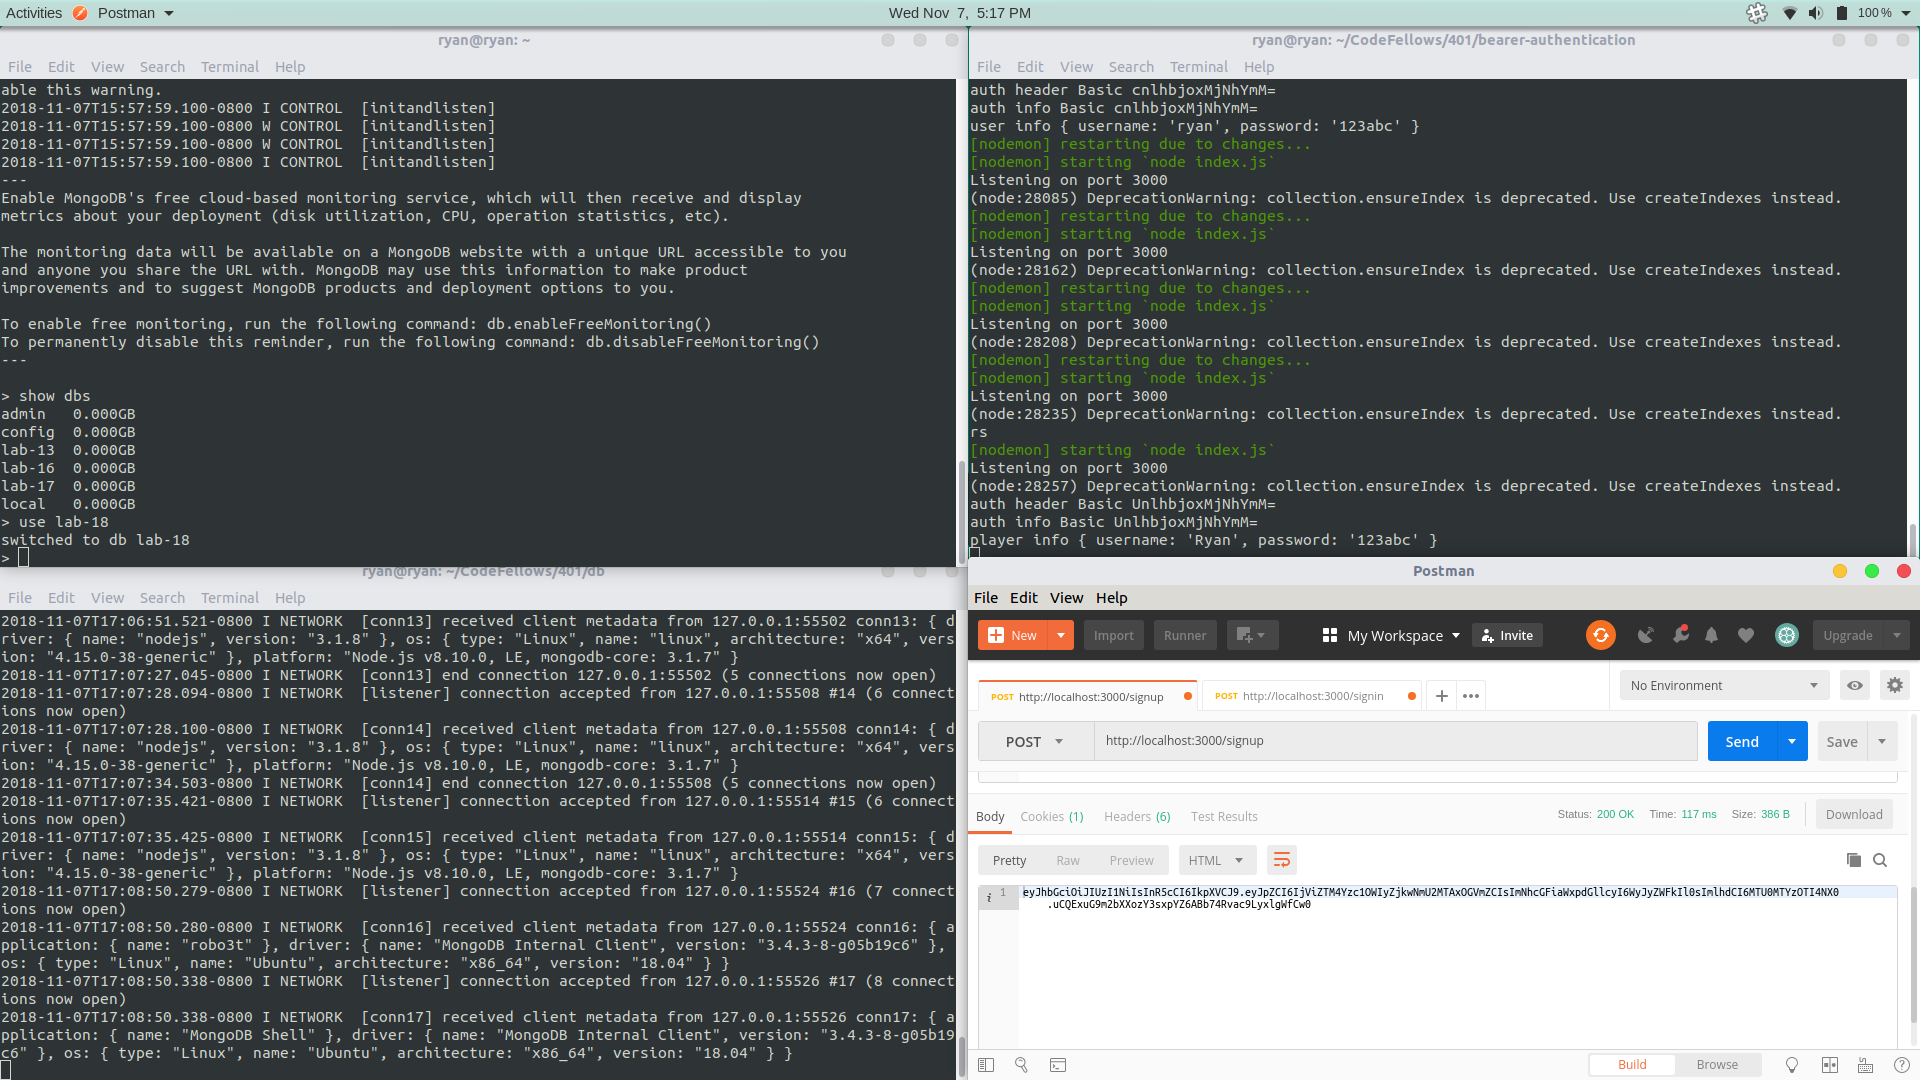 Activities Postman Wed Nov 7, 5:17 PM 100 %
ryan@ryan: ~
File Edit View Search Terminal Help
able this warning.
2018-11-07T15:57:59.100-0800 I CONTROL  [initandlisten]
2018-11-07T15:57:59.100-0800 W CONTROL  [initandlisten]
2018-11-07T15:57:59.100-0800 W CONTROL  [initandlisten]
2018-11-07T15:57:59.100-0800 I CONTROL  [initandlisten]
---
Enable MongoDB's free cloud-based monitoring service, which will then receive and display
metrics about your deployment (disk utilization, CPU, operation statistics, etc).
The monitoring data will be available on a MongoDB website with a unique URL accessible to you
and anyone you share the URL with. MongoDB may use this information to make product
improvements and to suggest MongoDB products and deployment options to you.
To enable free monitoring, run the following command: db.enableFreeMonitoring()
To permanently disable this reminder, run the following command: db.disableFreeMonitoring()
---
> show dbs
admin   0.000GB
config  0.000GB
lab-13  0.000GB
lab-16  0.000GB
lab-17  0.000GB
local   0.000GB
> use lab-18
switched to db lab-18
>
ryan@ryan: ~/CodeFellows/401/bearer-authentication
File Edit View Search Terminal Help
auth header Basic cnlhbjoxMjNhYmM=
auth info Basic cnlhbjoxMjNhYmM=
user info { username: 'ryan', password: '123abc' }
[nodemon] restarting due to changes...
[nodemon] starting `node index.js`
Listening on port 3000
(node:28085) DeprecationWarning: collection.ensureIndex is deprecated. Use createIndexes instead.
[nodemon] restarting due to changes...
[nodemon] starting `node index.js`
Listening on port 3000
(node:28162) DeprecationWarning: collection.ensureIndex is deprecated. Use createIndexes instead.
[nodemon] restarting due to changes...
[nodemon] starting `node index.js`
Listening on port 3000
(node:28208) DeprecationWarning: collection.ensureIndex is deprecated. Use createIndexes instead.
[nodemon] restarting due to changes...
[nodemon] starting `node index.js`
Listening on port 3000
(node:28235) DeprecationWarning: collection.ensureIndex is deprecated. Use createIndexes instead.
rs
[nodemon] starting `node index.js`
Listening on port 3000
(node:28257) DeprecationWarning: collection.ensureIndex is deprecated. Use createIndexes instead.
auth header Basic UnlhbjoxMjNhYmM=
auth info Basic UnlhbjoxMjNhYmM=
player info { username: 'Ryan', password: '123abc' }
ryan@ryan: ~/CodeFellows/401/db
File Edit View Search Terminal Help
2018-11-07T17:06:51.521-0800 I NETWORK  [conn13] received client metadata from 127.0.0.1:55502 conn13: { d
river: { name: "nodejs", version: "3.1.8" }, os: { type: "Linux", name: "linux", architecture: "x64", vers
ion: "4.15.0-38-generic" }, platform: "Node.js v8.10.0, LE, mongodb-core: 3.1.7" }
2018-11-07T17:07:27.045-0800 I NETWORK  [conn13] end connection 127.0.0.1:55502 (5 connections now open)
2018-11-07T17:07:28.094-0800 I NETWORK  [listener] connection accepted from 127.0.0.1:55508 #14 (6 connect
ions now open)
2018-11-07T17:07:28.100-0800 I NETWORK  [conn14] received client metadata from 127.0.0.1:55508 conn14: { d
river: { name: "nodejs", version: "3.1.8" }, os: { type: "Linux", name: "linux", architecture: "x64", vers
ion: "4.15.0-38-generic" }, platform: "Node.js v8.10.0, LE, mongodb-core: 3.1.7" }
2018-11-07T17:07:34.503-0800 I NETWORK  [conn14] end connection 127.0.0.1:55508 (5 connections now open)
2018-11-07T17:07:35.421-0800 I NETWORK  [listener] connection accepted from 127.0.0.1:55514 #15 (6 connect
ions now open)
2018-11-07T17:07:35.425-0800 I NETWORK  [conn15] received client metadata from 127.0.0.1:55514 conn15: { d
river: { name: "nodejs", version: "3.1.8" }, os: { type: "Linux", name: "linux", architecture: "x64", vers
ion: "4.15.0-38-generic" }, platform: "Node.js v8.10.0, LE, mongodb-core: 3.1.7" }
2018-11-07T17:08:50.279-0800 I NETWORK  [listener] connection accepted from 127.0.0.1:55524 #16 (7 connect
ions now open)
2018-11-07T17:08:50.280-0800 I NETWORK  [conn16] received client metadata from 127.0.0.1:55524 conn16: { a
pplication: { name: "robo3t" }, driver: { name: "MongoDB Internal Client", version: "3.4.3-8-g05b19c6" },
os: { type: "Linux", name: "Ubuntu", architecture: "x86_64", version: "18.04" } }
2018-11-07T17:08:50.338-0800 I NETWORK  [listener] connection accepted from 127.0.0.1:55526 #17 (8 connect
ions now open)
2018-11-07T17:08:50.338-0800 I NETWORK  [conn17] received client metadata from 127.0.0.1:55526 conn17: { a
pplication: { name: "MongoDB Shell" }, driver: { name: "MongoDB Internal Client", version: "3.4.3-8-g05b19
c6" }, os: { type: "Linux", name: "Ubuntu", architecture: "x86_64", version: "18.04" } }
Postman
File Edit View Help
New Import Runner My Workspace Invite Upgrade
POST http://localhost:3000/signup POST http://localhost:3000/signin + ••• No Environment
POST http://localhost:3000/signup Send Save
Body Cookies (1) Headers (6) Test Results Status: 200 OK Time: 117 ms Size: 386 B Download
Pretty Raw Preview HTML
i 1 eyJhbGciOiJIUzI1NiIsInR5cCI6IkpXVCJ9.eyJpZCI6IjViZTM4Yzc1OWIyZjkwNmU2MTAxOGVmZCIsImNhcGFiaWxpdGllcyI6WyJyZWFkIl0sImlhdCI6MTU0MTYzOTI4NX0
.uCQExuG9m2bXXozY3sxpYZ6ABb74Rvac9LyxlgWfCw0
Build Browse